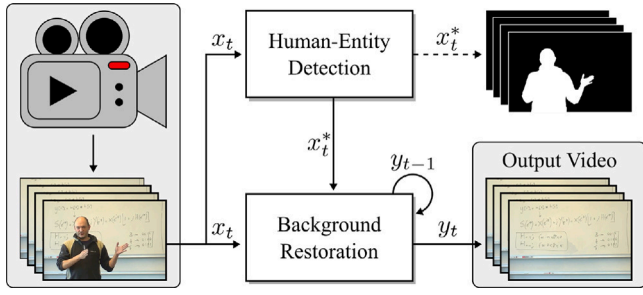 x_t
Human-Entity
Detection
x_t^*
x_t^*
y_{t-1}
Output Video
x_t
Background
Restoration
y_t